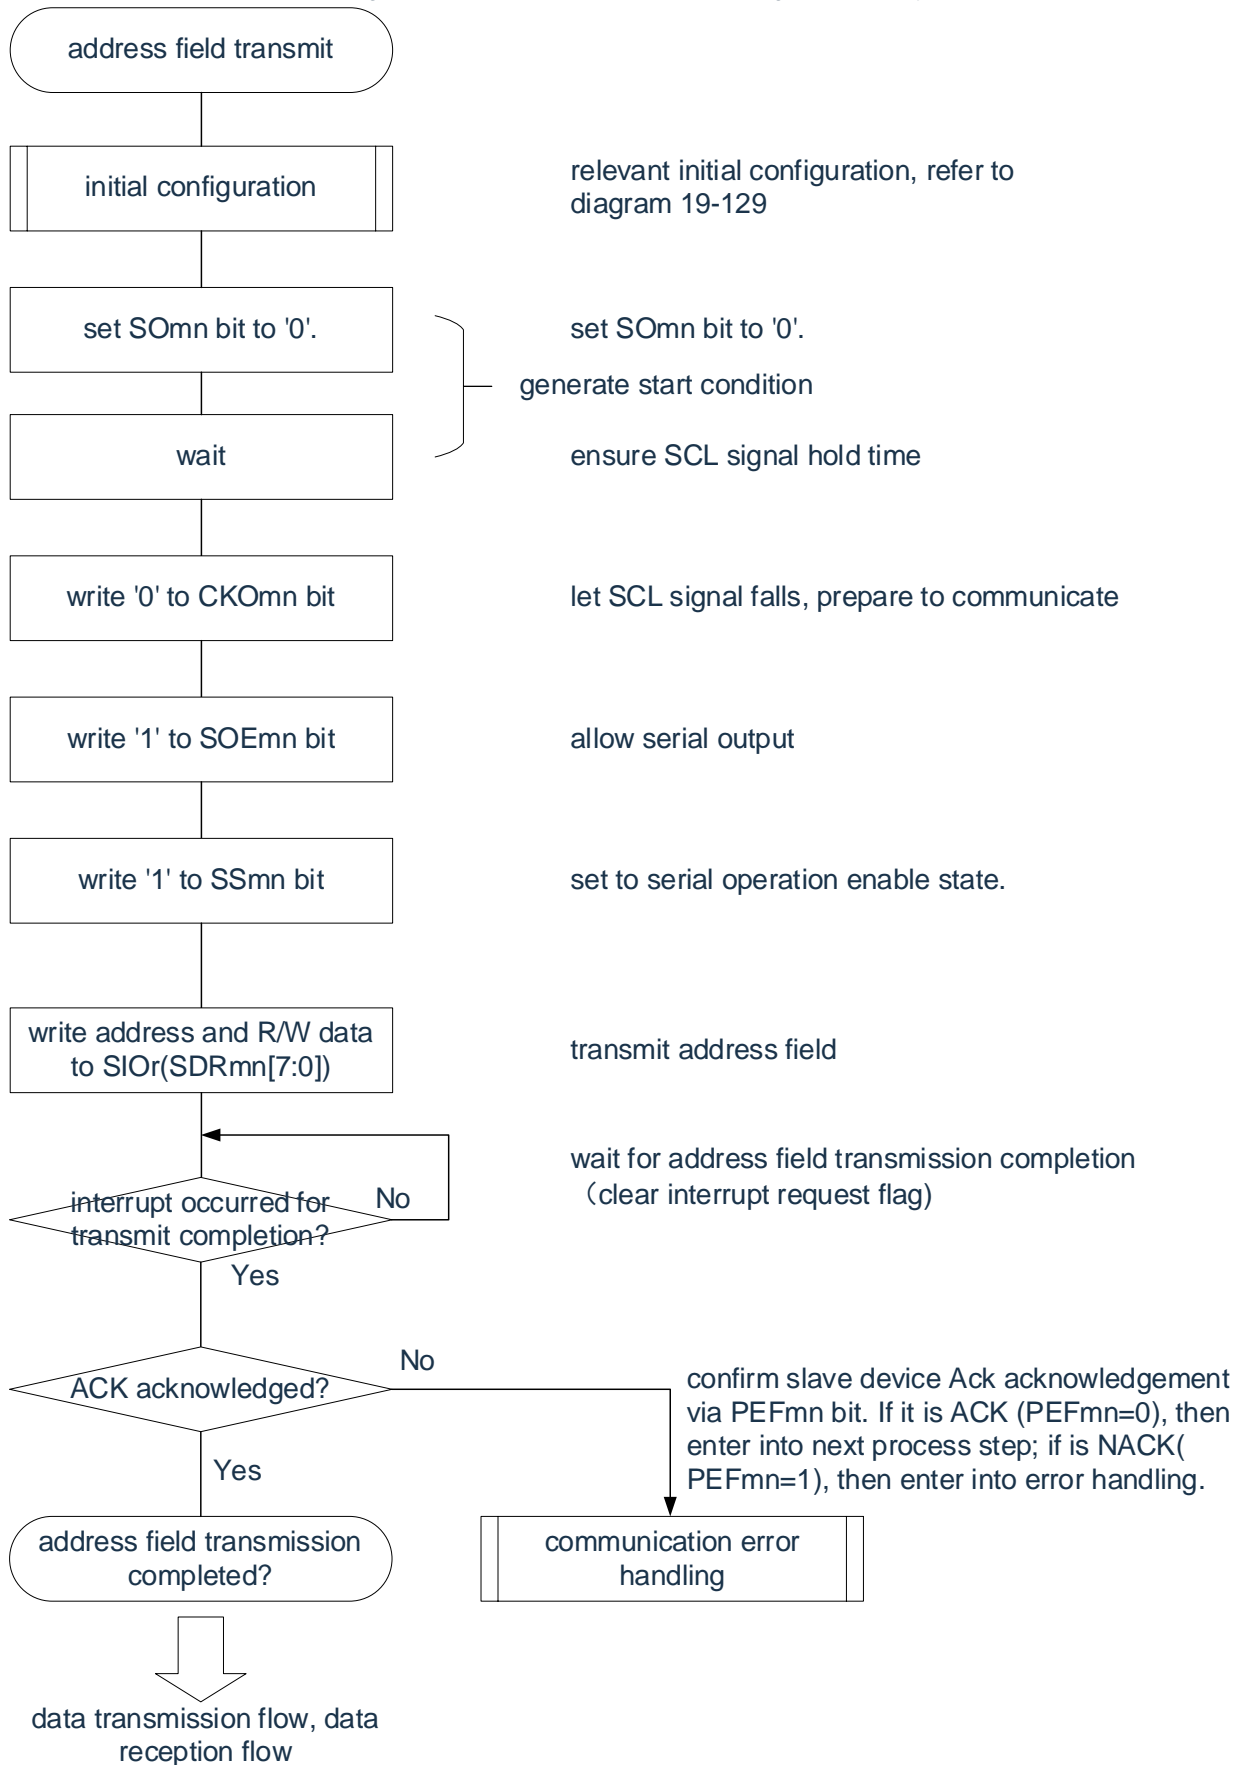 address field transmit
initial configuration
relevant initial configuration, refer to
diagram 19-129
set SOmn bit to '0'.
set SOmn bit to '0'.
generate start condition
wait
ensure SCL signal hold time
write '0' to CKOmn bit
let SCL signal falls, prepare to communicate
write '1' to SOEmn bit
allow serial output
write '1' to SSmn bit
set to serial operation enable state.
write address and R/W data
to SIOr(SDRmn[7:0])
transmit address field
wait for address field transmission completion
（clear interrupt request flag)
interrupt occurred for
transmit completion?
No
Yes
ACK acknowledged?
No
confirm slave device Ack acknowledgement
via PEFmn bit. If it is ACK (PEFmn=0), then
enter into next process step; if is NACK(
PEFmn=1), then enter into error handling.
Yes
address field transmission
completed?
communication error
handling
data transmission flow, data
reception flow